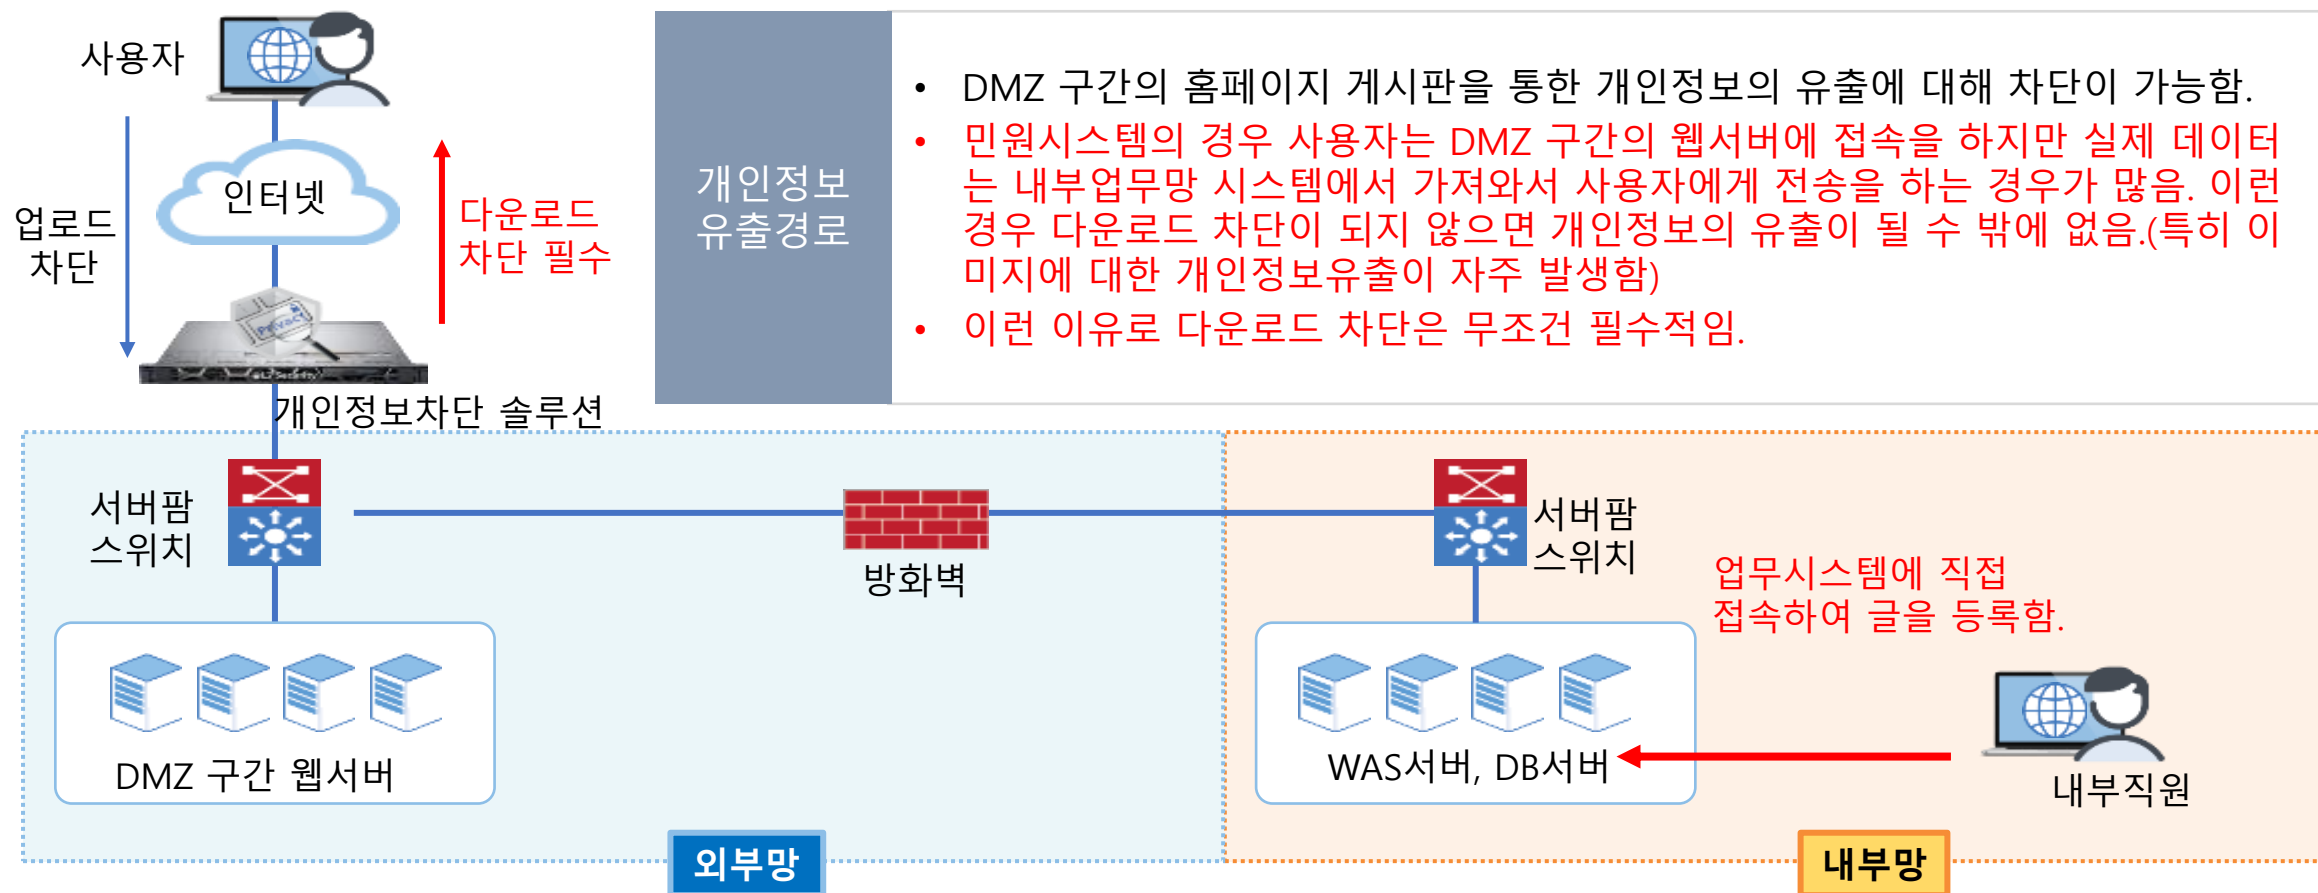 사용자
인터넷
업로드
차단
다운로드
차단 필수
Privacy
개인정보차단 솔루션
개인정보
유출경로
• DMZ 구간의 홈페이지 게시판을 통한 개인정보의 유출에 대해 차단이 가능함.
• 민원시스템의 경우 사용자는 DMZ 구간의 웹서버에 접속을 하지만 실제 데이터
는 내부업무망 시스템에서 가져와서 사용자에게 전송을 하는 경우가 많음. 이런
경우 다운로드 차단이 되지 않으면 개인정보의 유출이 될 수 밖에 없음.(특히 이
미지에 대한 개인정보유출이 자주 발생함)
• 이런 이유로 다운로드 차단은 무조건 필수적임.
서버팜
스위치
방화벽
서버팜
스위치
업무시스템에 직접
접속하여 글을 등록함.
DMZ 구간 웹서버
WAS서버, DB서버
내부직원
외부망
내부망